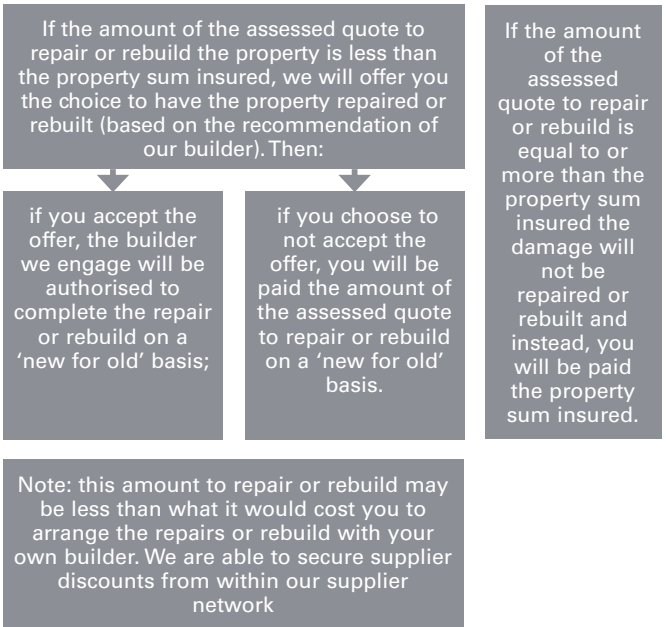 If the amount of the assessed quote to
repair or rebuild the property is less than
the property sum insured, we will offer you
the choice to have the property repaired or
rebuilt (based on the recommendation of
our builder). Then:
if you accept the
offer, the builder
we engage will be
authorised to
complete the repair
or rebuild on a
‘new for old’ basis;
if you choose to
not accept the
offer, you will be
paid the amount of
the assessed quote
to repair or rebuild
on a ‘new for old’
basis.
If the amount
of the
assessed
quote to repair
or rebuild is
equal to or
more than the
property sum
insured the
damage will
not be
repaired or
rebuilt and
instead, you
will be paid
the property
sum insured.
Note: this amount to repair or rebuild may
be less than what it would cost you to
arrange the repairs or rebuild with your
own builder. We are able to secure supplier
discounts from within our supplier
network